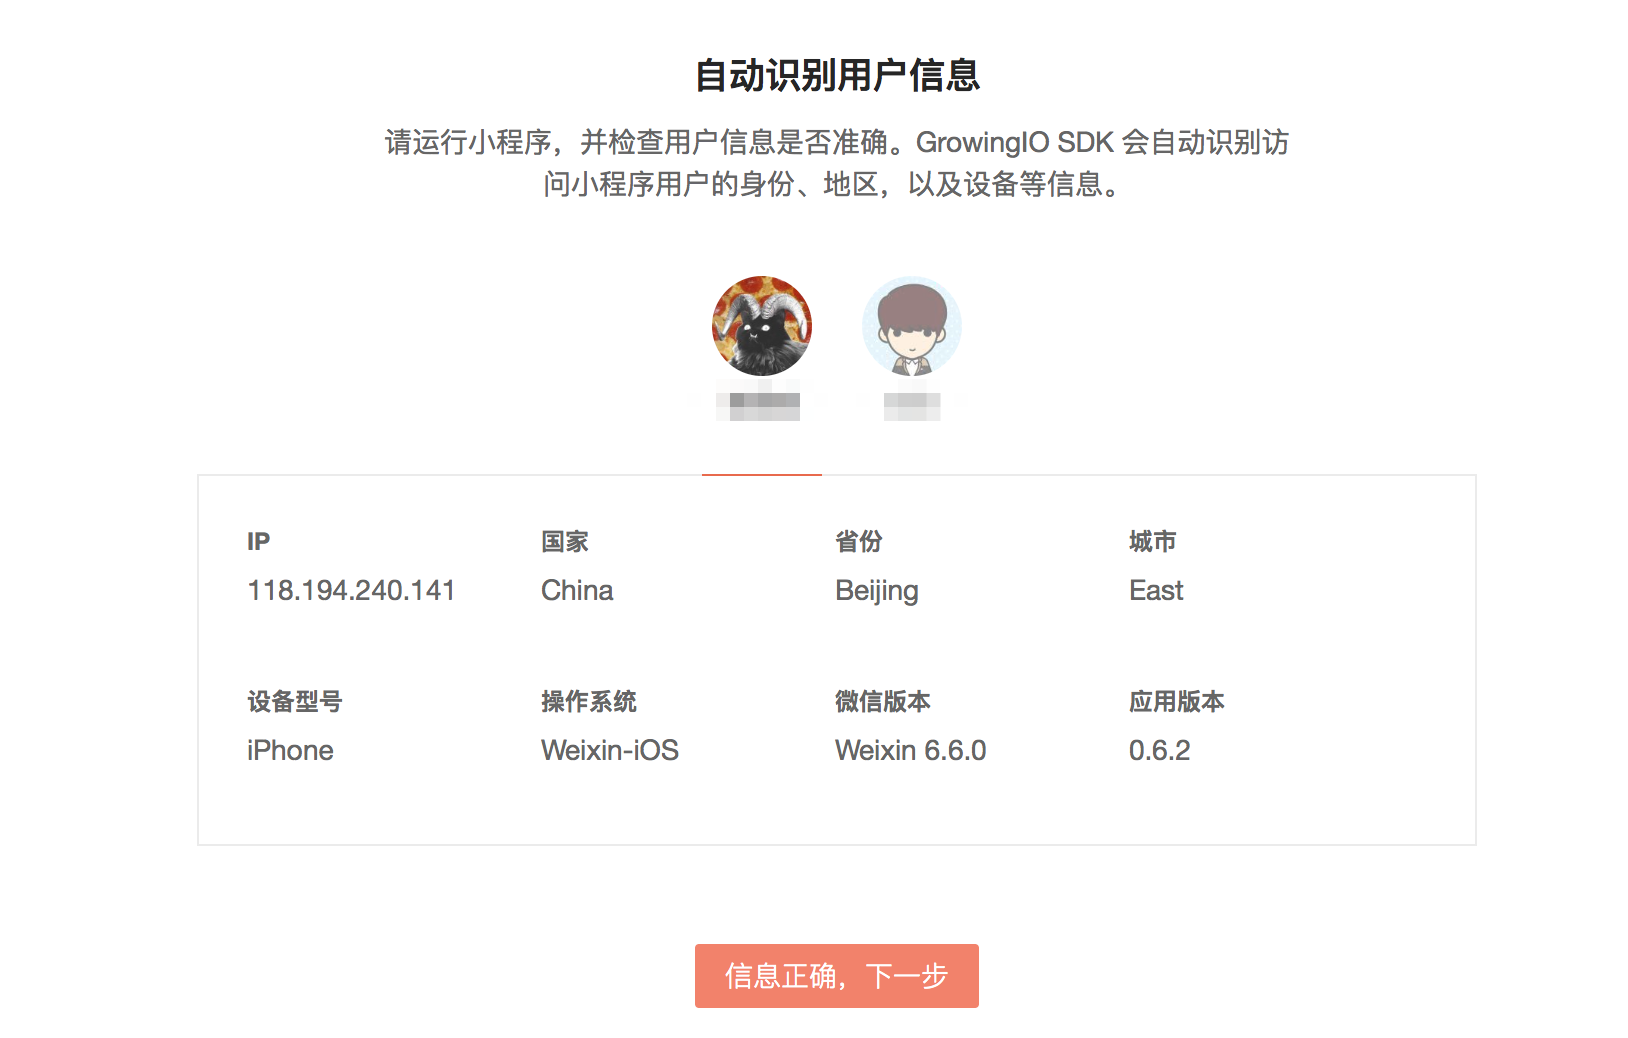 自动识别用户信息
请运行小程序，并检查用户信息是否准确。GrowingIO SDK 会自动识别访
问小程序用户的身份、地区，以及设备等信息。
IP 国家 省份 城市
118.194.240.141 China Beijing East
设备型号 操作系统 微信版本 应用版本
iPhone Weixin-iOS Weixin 6.6.0 0.6.2
信息正确，下一步